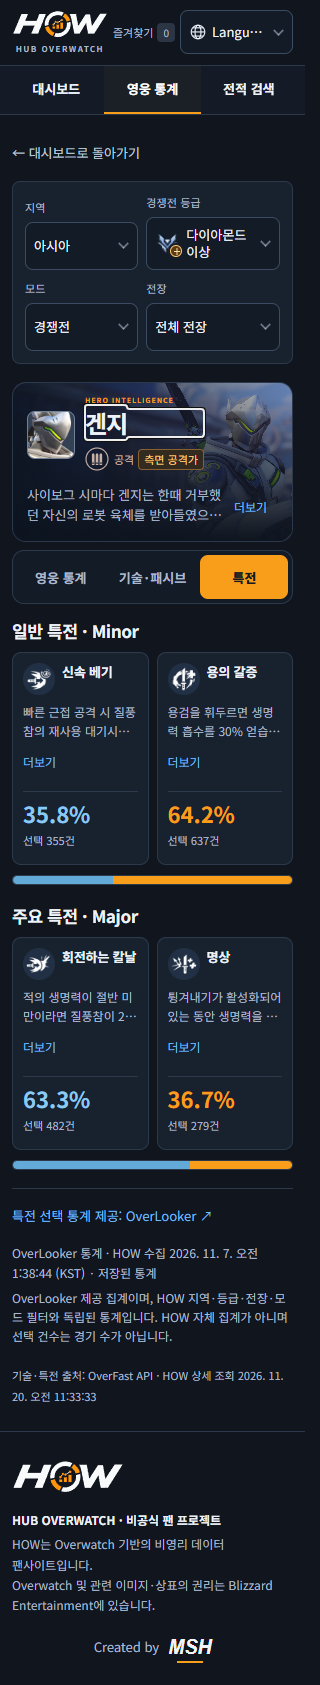 HOW
HUB OVERWATCH
즐겨찾기 0
Langu…
대시보드
영웅 통계
전적 검색
← 대시보드로 돌아가기
지역
경쟁전 등급
아시아
다이아몬드
이상
모드
전장
경쟁전
전체 전장
HERO INTELLIGENCE
겐지
공격
측면 공격가
사이보그 시마다 겐지는 한때 거부했
던 자신의 로봇 육체를 받아들였으…
더보기
영웅 통계
기술·패시브
특전
일반 특전 · Minor
신속 베기
빠른 근접 공격 시 질풍
참의 재사용 대기시…
더보기
35.8%
선택 355건
용의 갈증
용검을 휘두르면 생명
력 흡수를 30% 얻습…
더보기
64.2%
선택 637건
주요 특전 · Major
회전하는 칼날
적의 생명력이 절반 미
만이라면 질풍참이 2…
더보기
63.3%
선택 482건
명상
튕겨내기가 활성화되어
있는 동안 생명력을 …
더보기
36.7%
선택 279건
특전 선택 통계 제공: OverLooker ↗
OverLooker 통계 · HOW 수집 2026. 11. 7. 오전
1:38:44 (KST) · 저장된 통계
OverLooker 제공 집계이며, HOW 지역·등급·전장·모
드 필터와 독립된 통계입니다. HOW 자체 집계가 아니며
선택 건수는 경기 수가 아닙니다.
기술·특전 출처: OverFast API · HOW 상세 조회 2026. 11.
20. 오전 11:33:33
HOW
HUB OVERWATCH · 비공식 팬 프로젝트
HOW는 Overwatch 기반의 비영리 데이터
팬사이트입니다.
Overwatch 및 관련 이미지·상표의 권리는 Blizzard
Entertainment에 있습니다.
Created by MSH